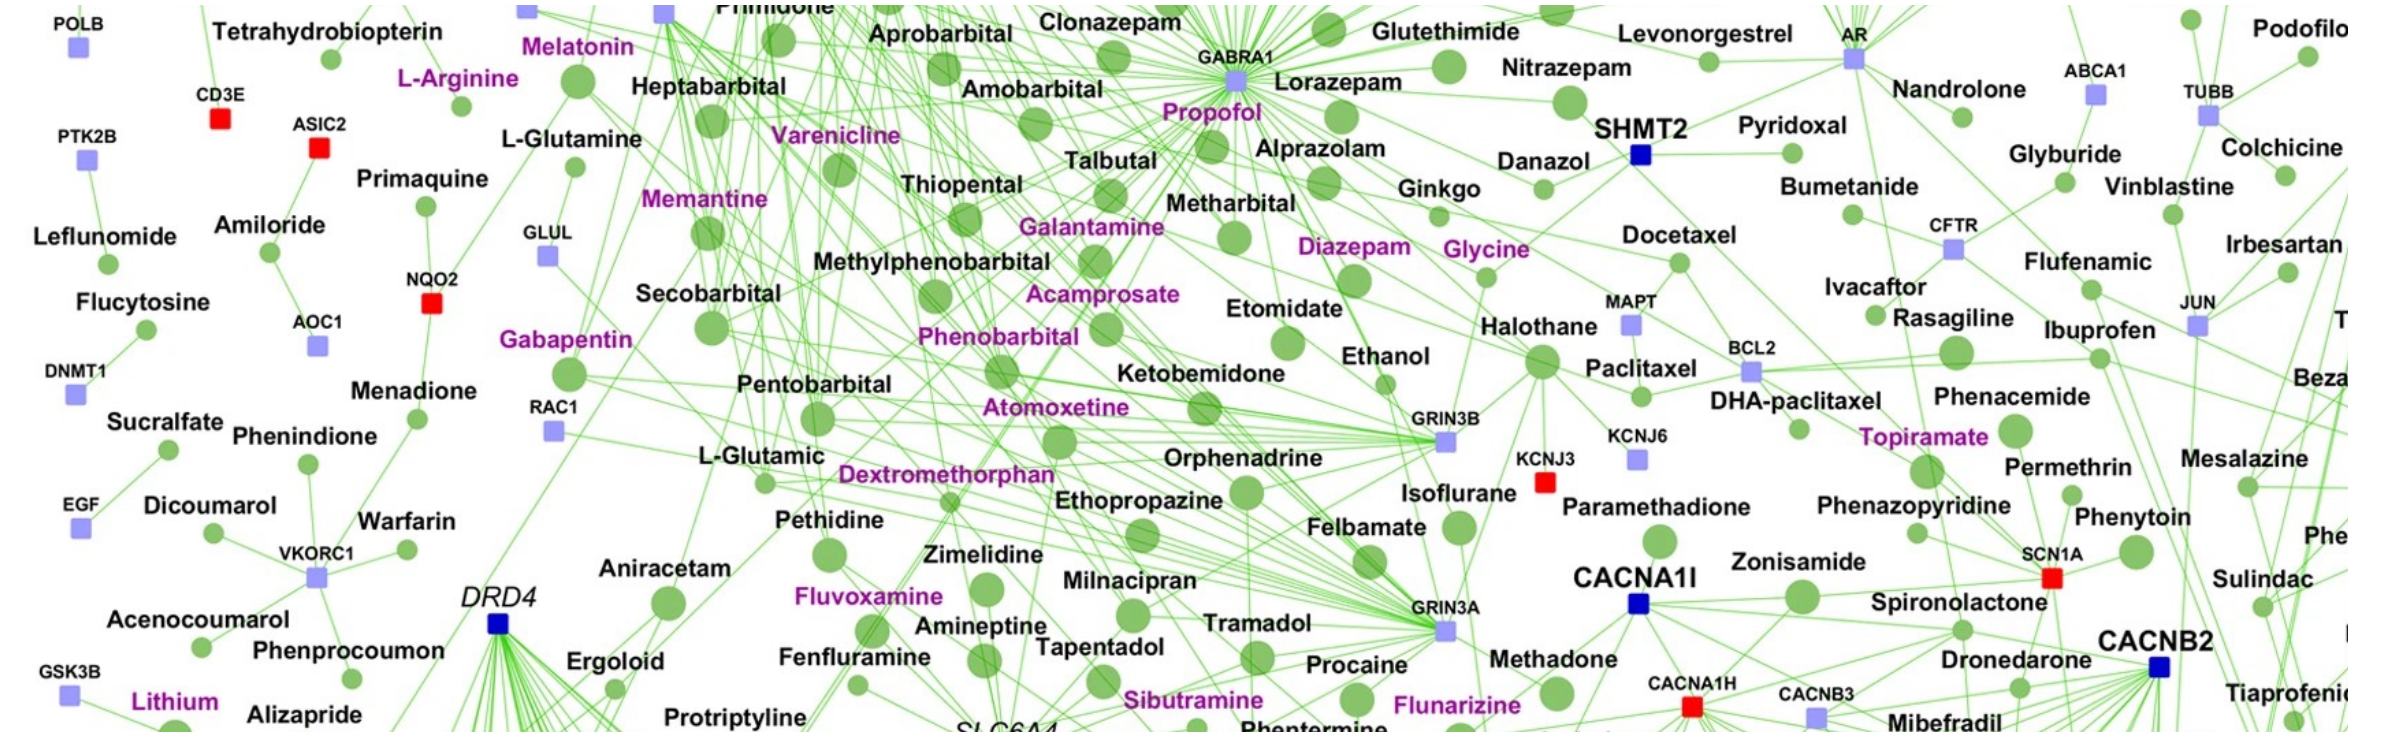 POLB
Tetrahydrobiopterin
Melatonin
Primidone
Aprobarbital
Clonazepam
GABRA1
Glutethimide
Levonorgestrel
AR
Podofilo
L-Arginine
CD3E
Heptabarbital
Amobarbital
Lorazepam
Nitrazepam
Nandrolone
ABCA1
TUBB
PTK2B
ASIC2
L-Glutamine
Varenicline
Propofol
SHMT2
Pyridoxal
Primaquine
Talbutal
Alprazolam
Danazol
Glyburide
Colchicine
Memantine
Thiopental
Metharbital
Ginkgo
Bumetanide
Vinblastine
Leflunomide
Amiloride
GLUL
Galantamine
Diazepam
Glycine
Docetaxel
CFTR
Irbesartan
Methylphenobarbital
Flufenamic
NQO2
Flucytosine
Secobarbital
Acamprosate
Etomidate
MAPT
Ivacaftor
JUN
AOC1
Gabapentin
Phenobarbital
Halothane
Rasagiline
Ibuprofen
T
BCL2
DNMT1
Menadione
Pentobarbital
Ketobemidone
Ethanol
Paclitaxel
Beza
Sucralfate
Phenindione
RAC1
Atomoxetine
GRIN3B
DHA-paclitaxel
Phenacemide
KCNJ6
Topiramate
L-Glutamic
Dextromethorphan
Orphenadrine
KCNJ3
Permethrin
Mesalazine
EGF
Dicoumarol
Warfarin
Pethidine
Ethopropazine
Isoflurane
Paramethadione
Phenazopyridine
Phenytoin
VKORC1
Zimelidine
Felbamate
SCN1A
Phe
Aniracetam
Milnacipran
CACNA1I
Zonisamide
Sulindac
DRD4
Fluvoxamine
GRIN3A
Spironolactone
Acenocoumarol
Phenprocoumon
Amineptine
Tramadol
CACNB2
GSK3B
Ergoloid
Fenfluramine
Tapentadol
Procaine
Methadone
Dronedarone
Lithium
Alizapride
Protriptyline
SLC6A4
Sibutramine
Phentermine
Flunarizine
CACNA1H
CACNB3
Mibefradil
Tiaprofenic